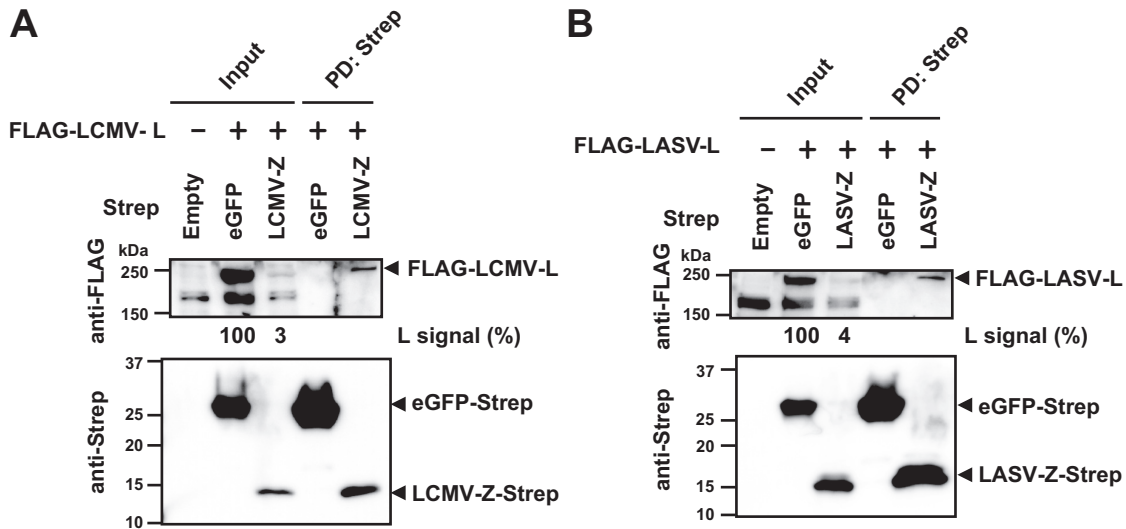 A
Input
PD: Strep
FLAG-LCMV- L
− + + + +
Strep
Empty
eGFP
LCMV-Z
eGFP
LCMV-Z
kDa
anti-FLAG
250
150
FLAG-LCMV-L
100 3 L signal (%)
anti-Strep
37
25
20
15
10
eGFP-Strep
LCMV-Z-Strep
B
Input
PD: Strep
FLAG-LASV-L
− + + + +
Strep
Empty
eGFP
LASV-Z
eGFP
LASV-Z
kDa
anti-FLAG
250
150
FLAG-LASV-L
100 4 L signal (%)
anti-Strep
37
25
20
15
10
eGFP-Strep
LASV-Z-Strep